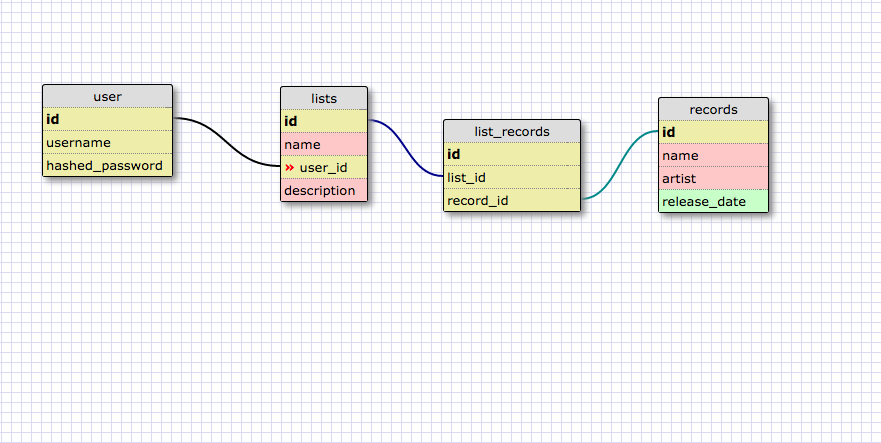 user
id
username
hashed_password
lists
id
name
» user_id
description
list_records
id
list_id
record_id
records
id
name
artist
release_date